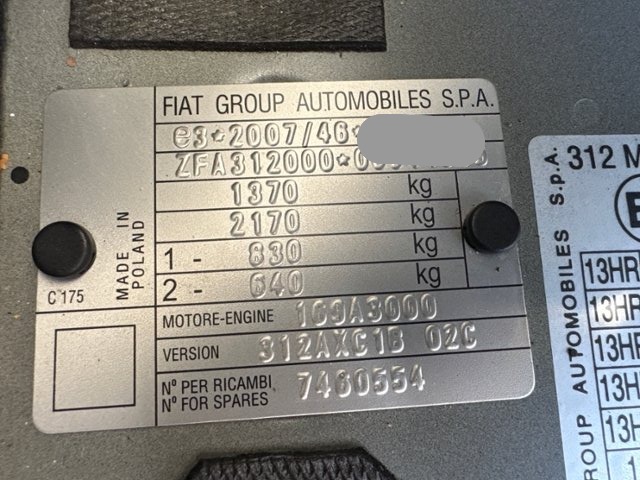 FIAT GROUP AUTOMOBILES S.P.A.
e3*2007/46*
ZFA312000*
1370 kg
2170 kg
1 - 830 kg
2 - 640 kg
MADE IN
POLAND
C 175
MOTORE-ENGINE 169A3000
VERSION 312AXC1B 02C
Nº PER RICAMBI
Nº FOR SPARES 7460554
312 M
AUTOMOBILES S.p.A.
13HR
13HR
13HR
13H
13H